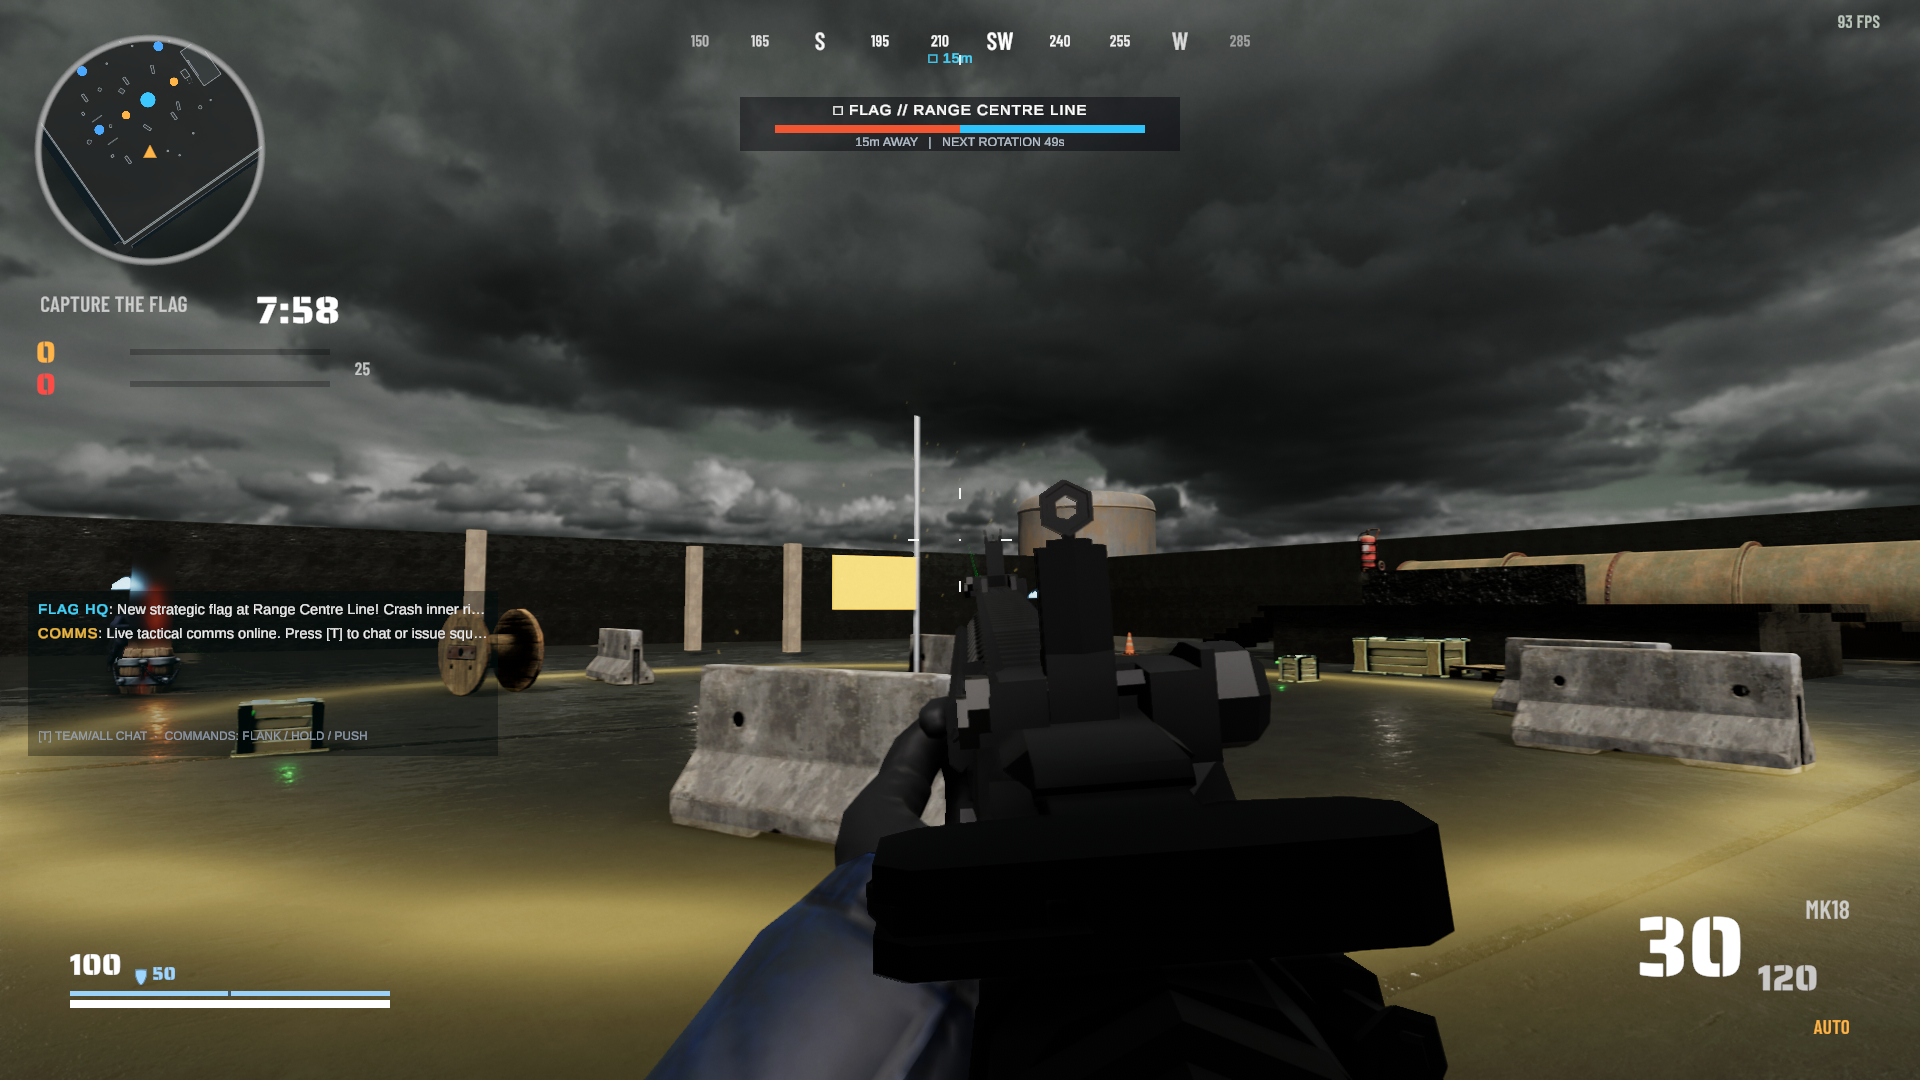 93 FPS
150 165 S 195 210 SW 240 255 W 285
15m
FLAG // RANGE CENTRE LINE
15m AWAY | NEXT ROTATION 49s
CAPTURE THE FLAG 7:58
0
25
0
FLAG HQ: New strategic flag at Range Centre Line! Crash inner ri...
COMMS: Live tactical comms online. Press [T] to chat or issue squ...
[T] TEAM/ALL CHAT - COMMANDS: FLANK / HOLD / PUSH
100 50
MK18
30 120
AUTO